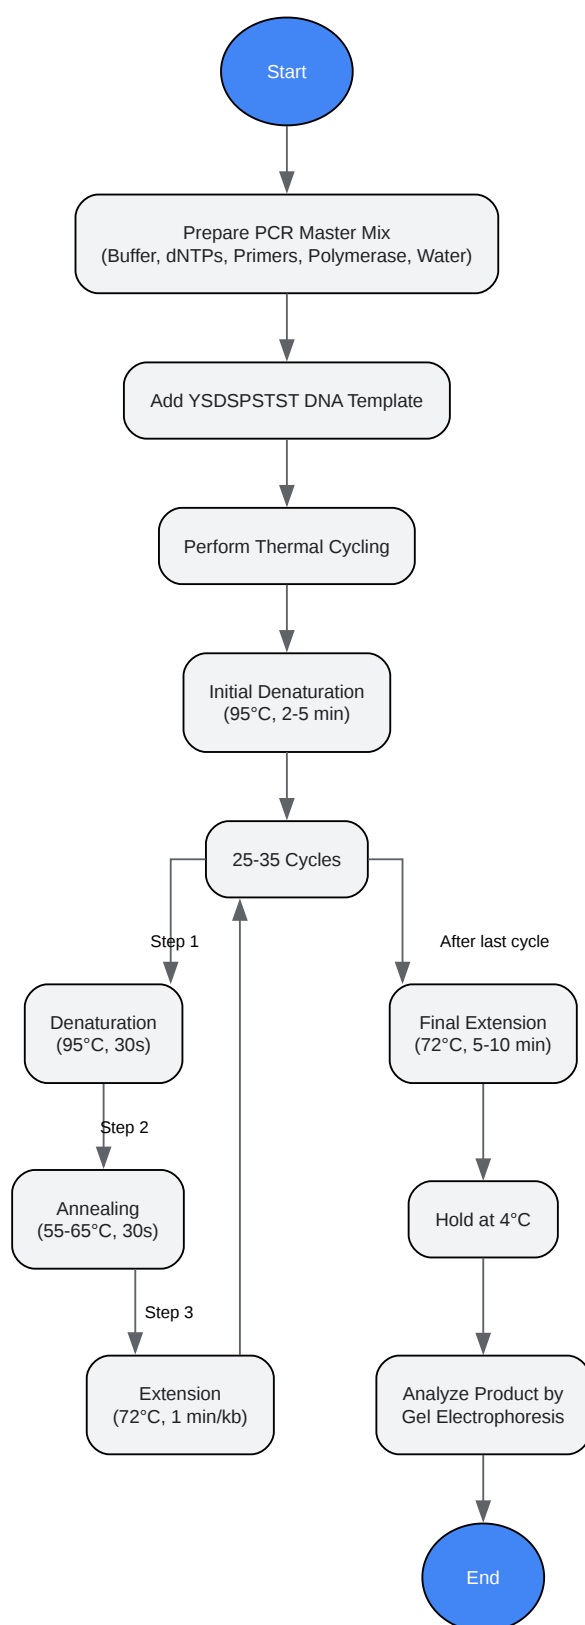 Start
Prepare PCR Master Mix
(Buffer, dNTPs, Primers, Polymerase, Water)
Add YSDSPSTST DNA Template
Perform Thermal Cycling
Initial Denaturation
(95°C, 2-5 min)
25-35 Cycles
Step 1
After last cycle
Denaturation
(95°C, 30s)
Final Extension
(72°C, 5-10 min)
Step 2
Annealing
(55-65°C, 30s)
Hold at 4°C
Step 3
Extension
(72°C, 1 min/kb)
Analyze Product by
Gel Electrophoresis
End